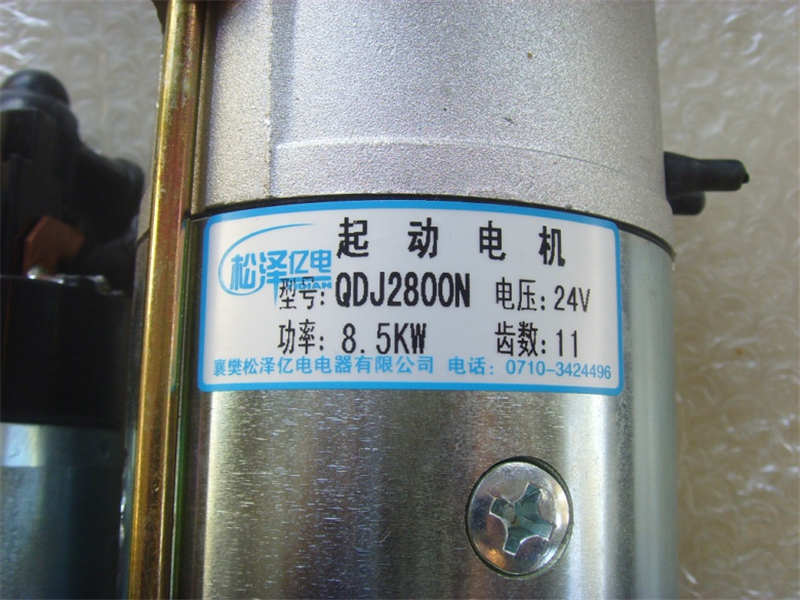 起动电机
松泽亿电
型号: QDJ2800N 电压: 24V
功率: 8.5KW 齿数: 11
襄樊松泽亿电电器有限公司 电话: 0710-3424496